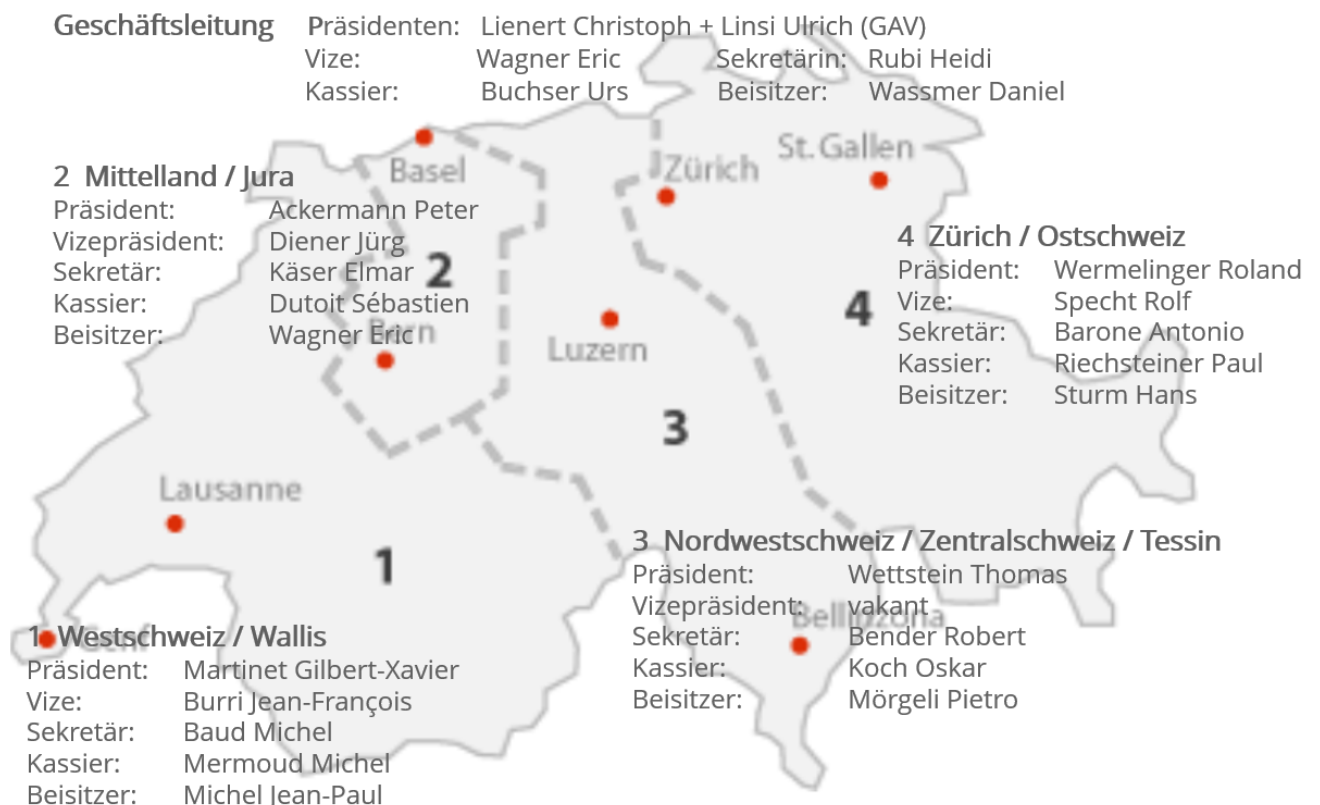 Geschäftsleitung Präsidenten: Lienert Christoph + Linsi Ulrich (GAV)
Vize: Wagner Eric Sekretärin: Rubi Heidi
Kassier: Buchser Urs Beisitzer: Wassmer Daniel
Basel
Zürich
St. Gallen
2 Mittelland / Jura
Präsident: Ackermann Peter
Vizepräsident: Diener Jürg
Sekretär: Käser Elmar
Kassier: Dutoit Sébastien
Beisitzer: Wagner Eric
2
Bern
4 Zürich / Ostschweiz
Präsident: Wermelinger Roland
Vize: Specht Rolf
Sekretär: Barone Antonio
Kassier: Riechsteiner Paul
Beisitzer: Sturm Hans
4
Luzern
3
Lausanne
1
3 Nordwestschweiz / Zentralschweiz / Tessin
Präsident: Wettstein Thomas
Vizepräsident: vakant
Sekretär: Bender Robert
Kassier: Koch Oskar
Beisitzer: Mörgeli Pietro
Bellinzona
1 Westschweiz / Wallis
Präsident: Martinet Gilbert-Xavier
Vize: Burri Jean-François
Sekretär: Baud Michel
Kassier: Mermoud Michel
Beisitzer: Michel Jean-Paul
Genf